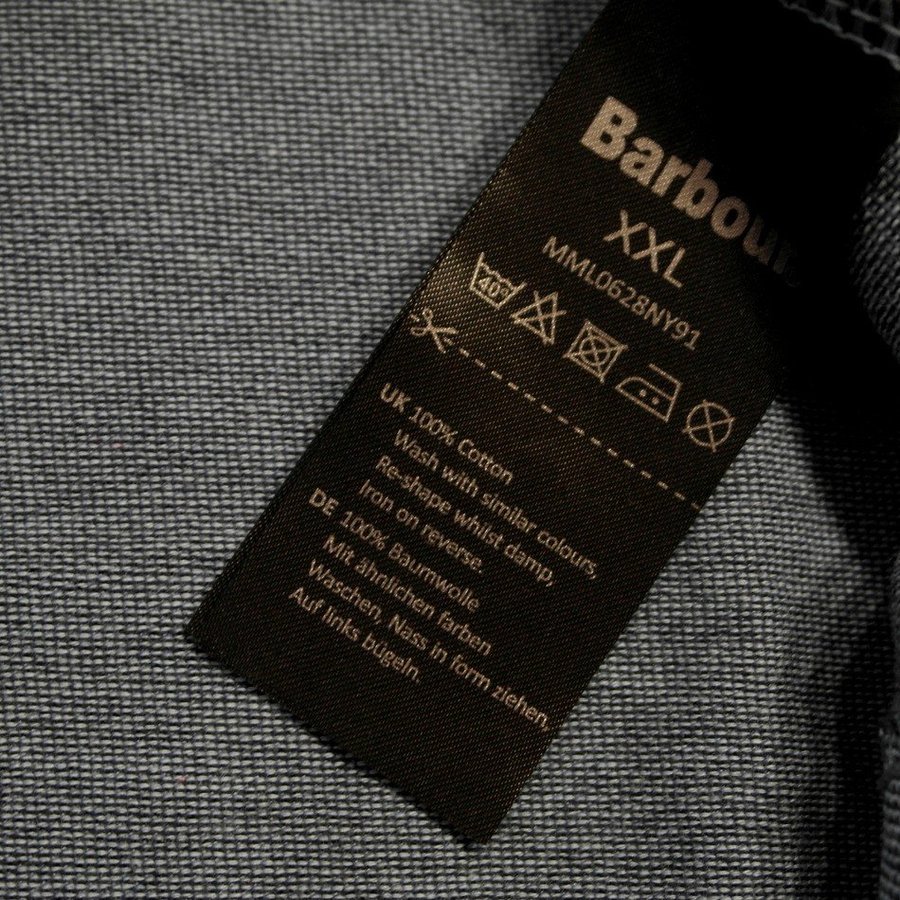 Barbour
XXL
MML0628NY91
40°
UK 100% Cotton
Wash with similar colours,
Re-shape whilst damp,
Iron on reverse.
DE 100% Baumwolle
Mit ähnlichen farben
Waschen, Nass in form ziehen,
Auf links bügeln.